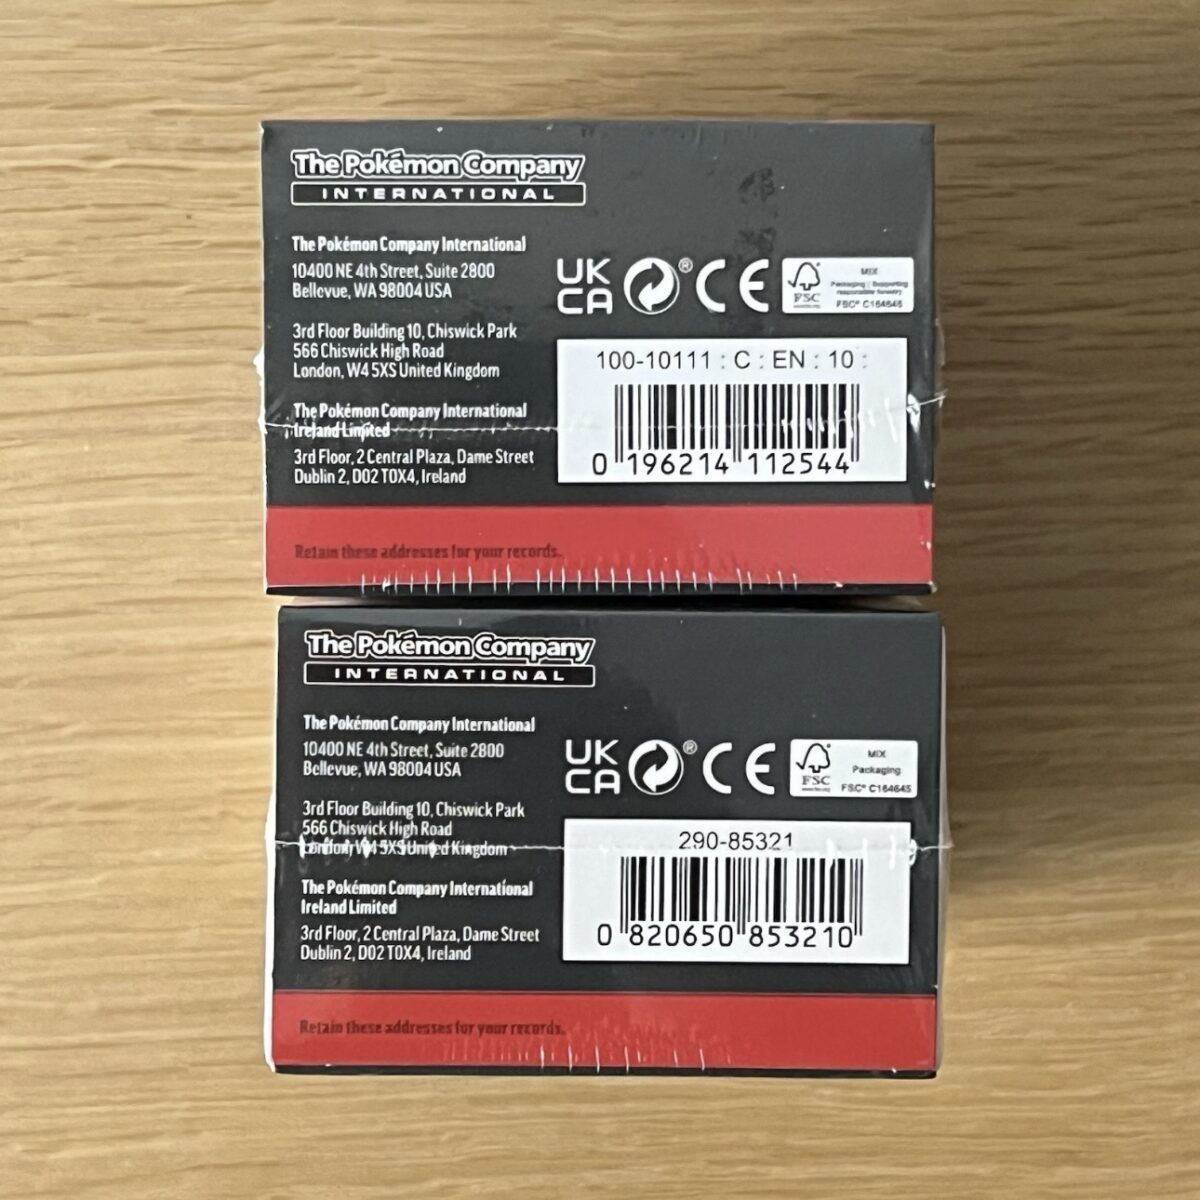 The Pokémon Company
INTERNATIONAL
The Pokémon Company International
10400 NE 4th Street, Suite 2800
Bellevue, WA 98004 USA
3rd Floor Building 10, Chiswick Park
566 Chiswick High Road
London, W4 5XS United Kingdom
The Pokémon Company International
Ireland Limited
3rd Floor, 2 Central Plaza, Dame Street
Dublin 2, D02 T0X4, Ireland
UK
CA
®
CE
FSC
MIX
Packaging | Supporting
responsible forestry
FSC® C164645
100-10111 : C : EN : 10 :
0 196214 112544
Retain these addresses for your records.
The Pokémon Company
INTERNATIONAL
The Pokémon Company International
10400 NE 4th Street, Suite 2800
Bellevue, WA 98004 USA
3rd Floor Building 10, Chiswick Park
566 Chiswick High Road
London, W4 5XS United Kingdom
The Pokémon Company International
Ireland Limited
3rd Floor, 2 Central Plaza, Dame Street
Dublin 2, D02 T0X4, Ireland
UK
CA
®
CE
FSC
MIX
Packaging
FSC® C164645
290-85321
0 820650 853210
Retain these addresses for your records.